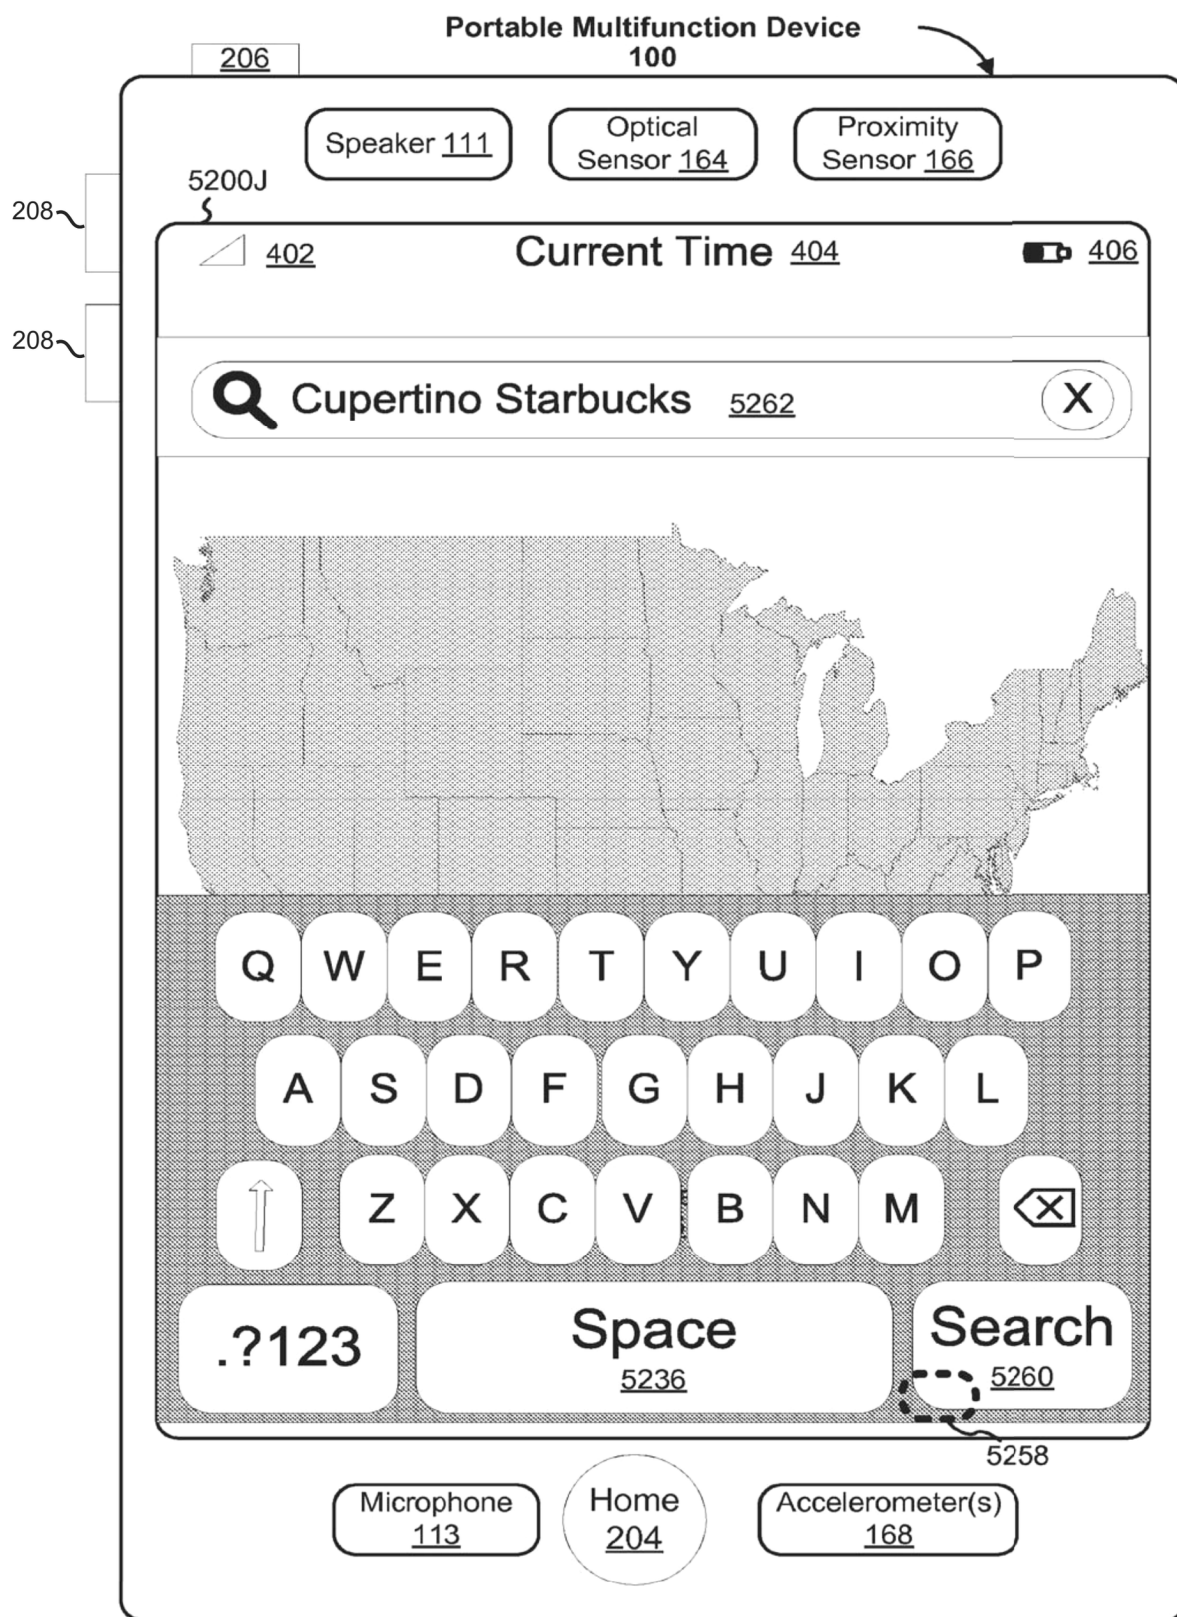 Portable Multifunction Device
100
206
Speaker 111
Optical
Sensor 164
Proximity
Sensor 166
5200J
208
402
Current Time 404
406
208
Cupertino Starbucks 5262
X
Q W E R T Y U I O P
A S D F G H J K L
Z X C V B N M
.?123
Space
5236
Search
5260
5258
Microphone
113
Home
204
Accelerometer(s)
168